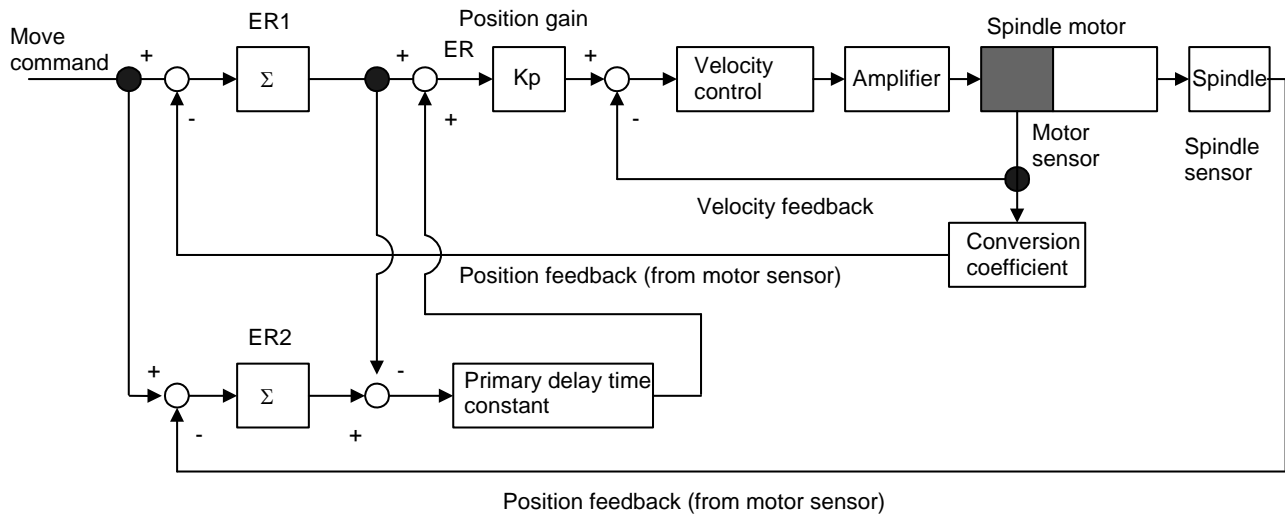 Move
command
+
-
ER1
Σ
+
ER
+
Position gain
Kp
+
-
Velocity
control
Amplifier
Spindle motor
Spindle
Motor
sensor
Spindle
sensor
Velocity feedback
Conversion
coefficient
Position feedback (from motor sensor)
ER2
+
-
Σ
+
-
Primary delay time
constant
Position feedback (from motor sensor)